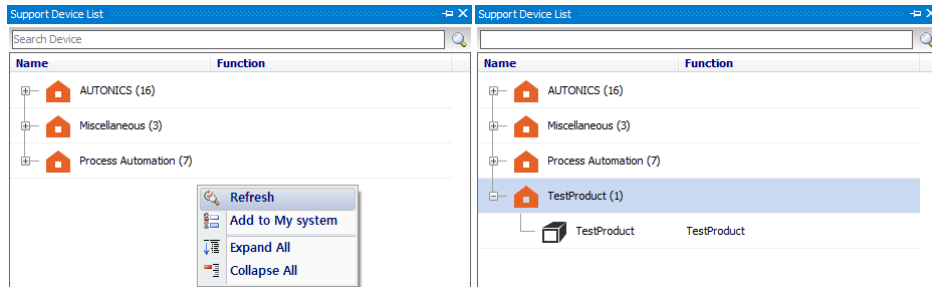 Support Device List
Search Device
Name Function
AUTONICS (16)
Miscellaneous (3)
Process Automation (7)
Refresh
Add to My system
Expand All
Collapse All
Support Device List
Name Function
AUTONICS (16)
Miscellaneous (3)
Process Automation (7)
TestProduct (1)
TestProduct TestProduct